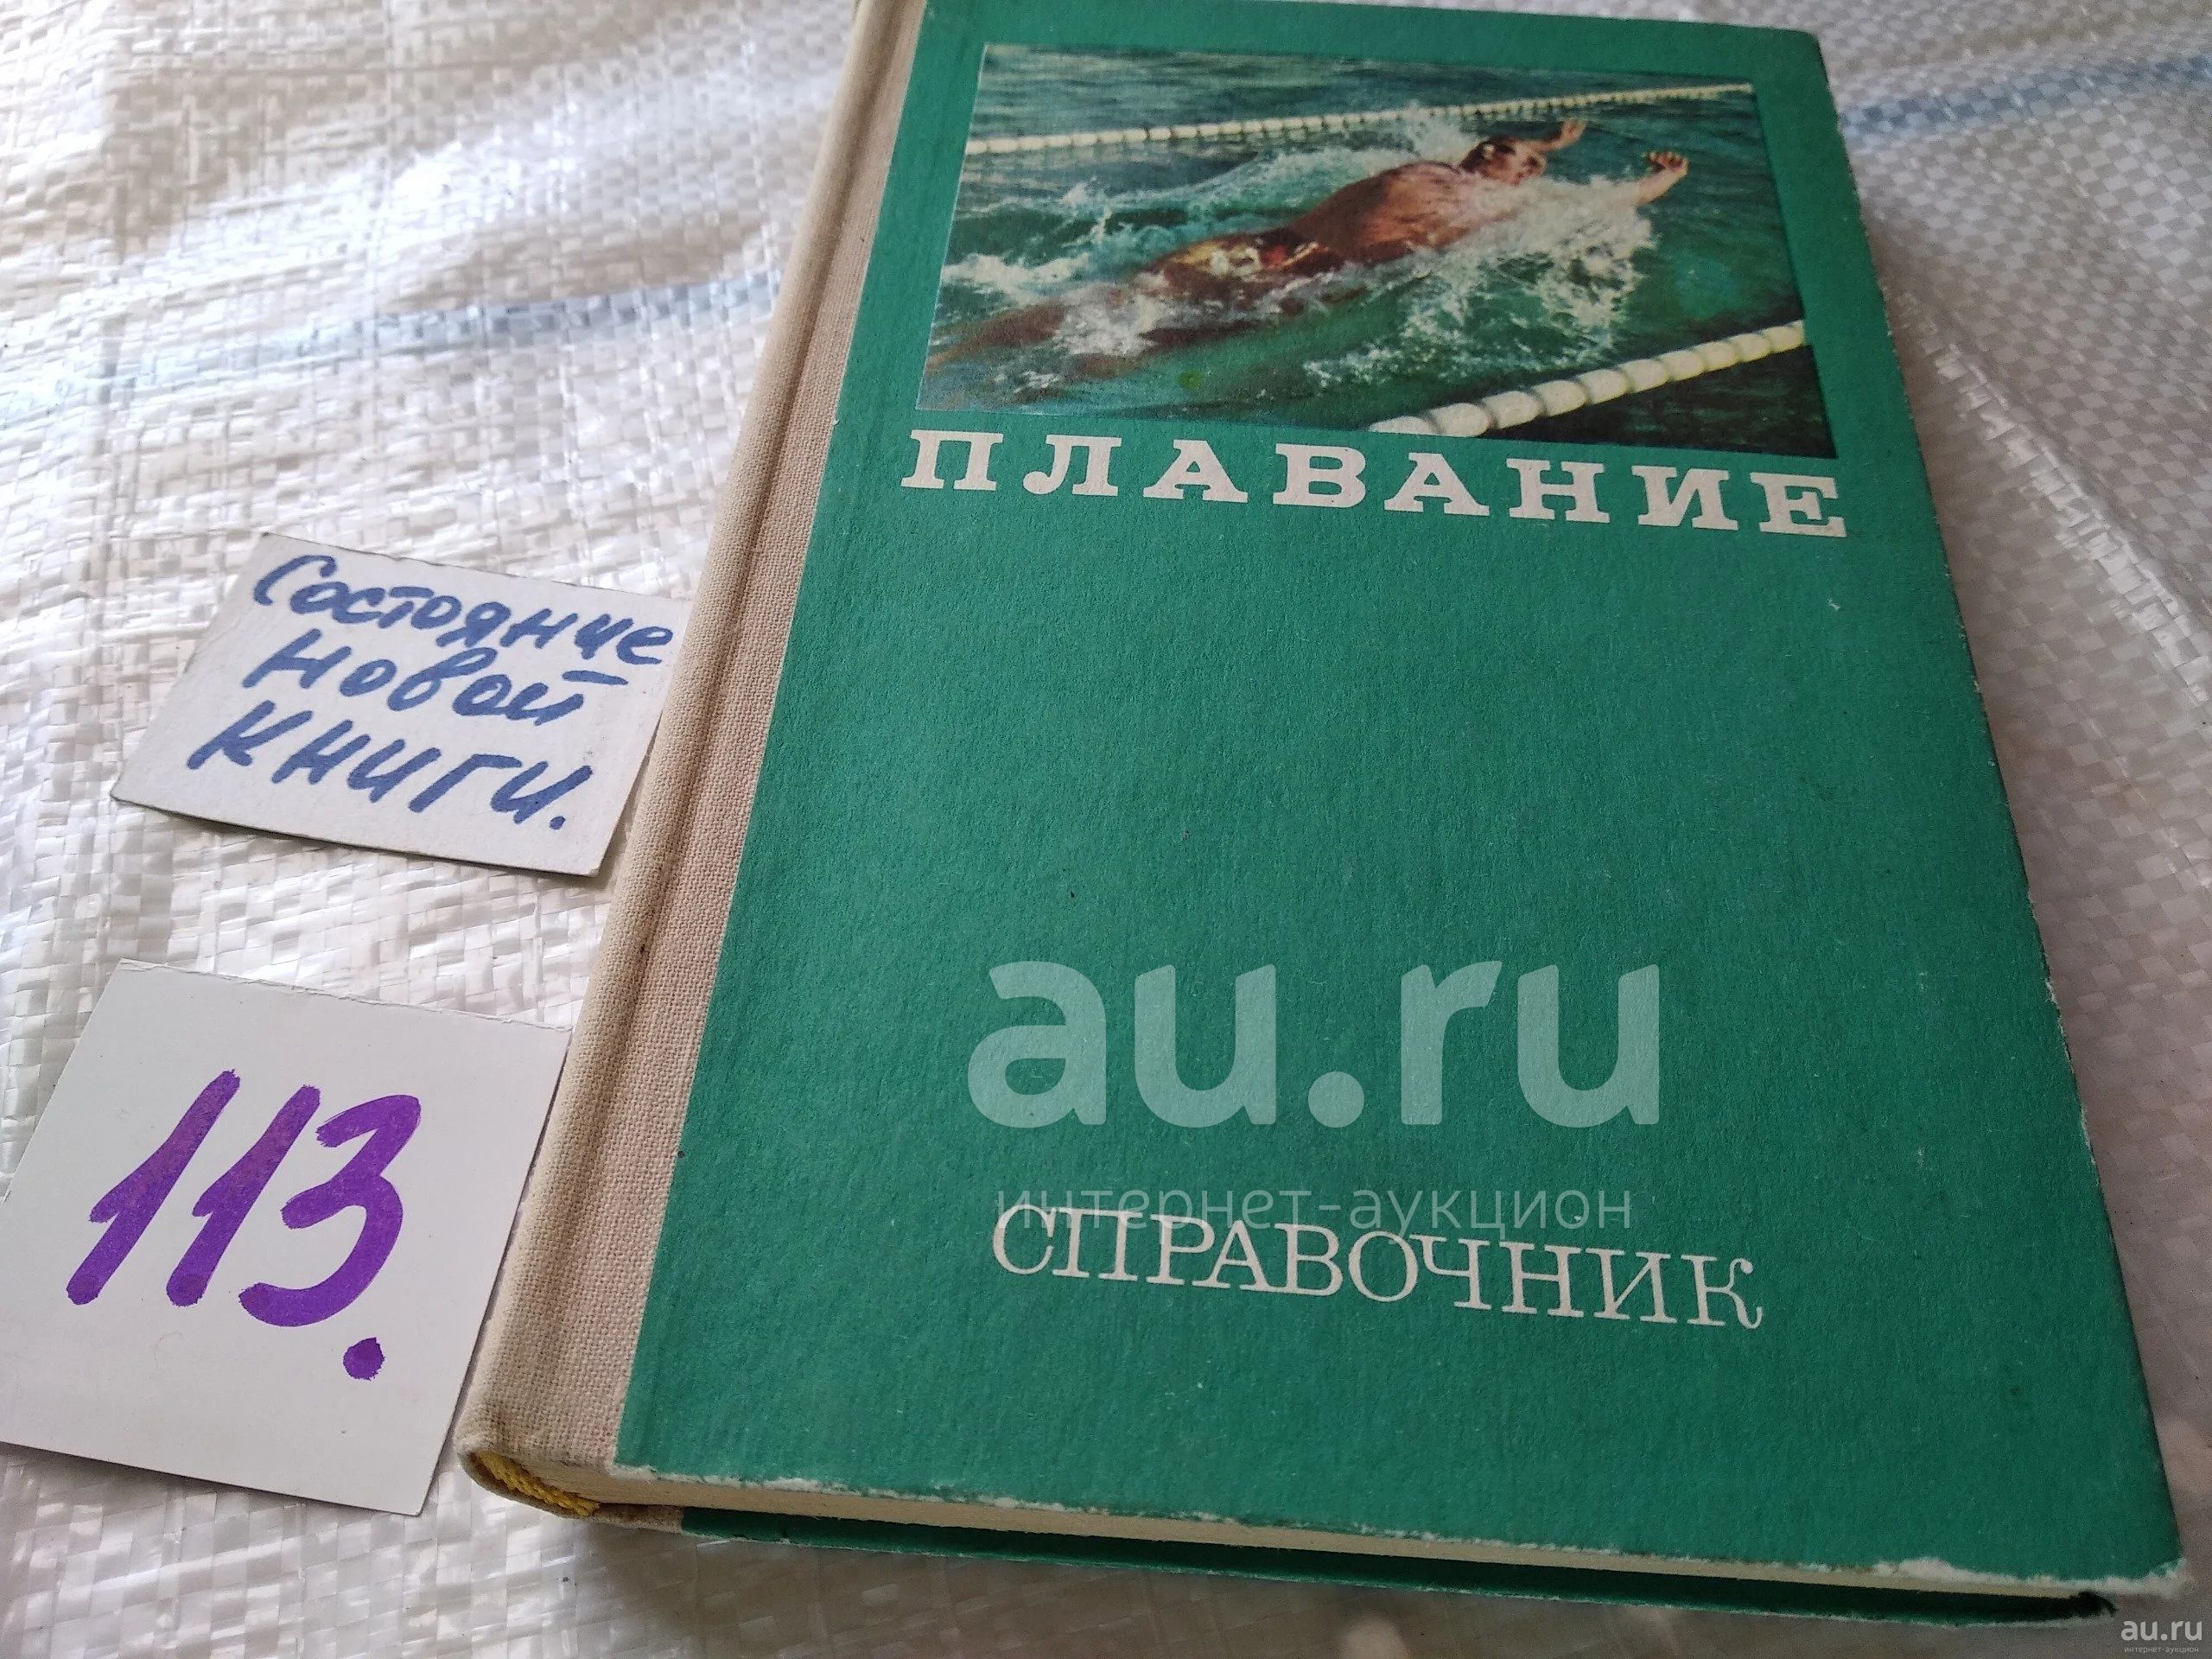 ПЛАВАНИЕ
Состояние
новой
книги.
113.
au.ru
интернет-аукцион
СПРАВОЧНИК
au.ru
интернет-аукцион